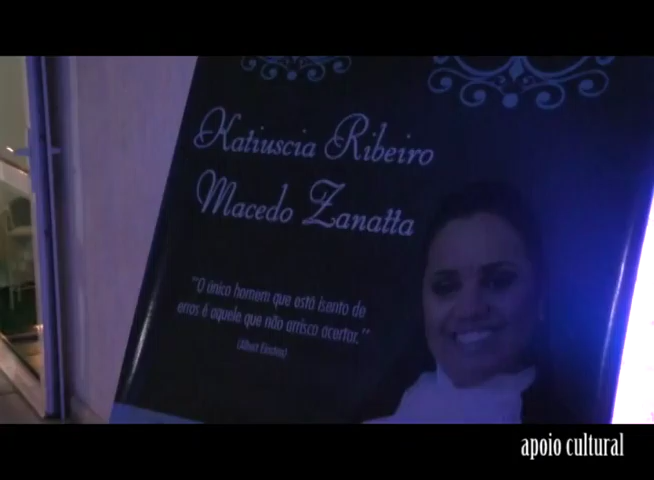 Katiuscia Ribeiro
Macedo Zanatta
"O único homem que está isento de
erros é aquele que não arrisca acertar."
(Albert Einstein)
apoio cultural